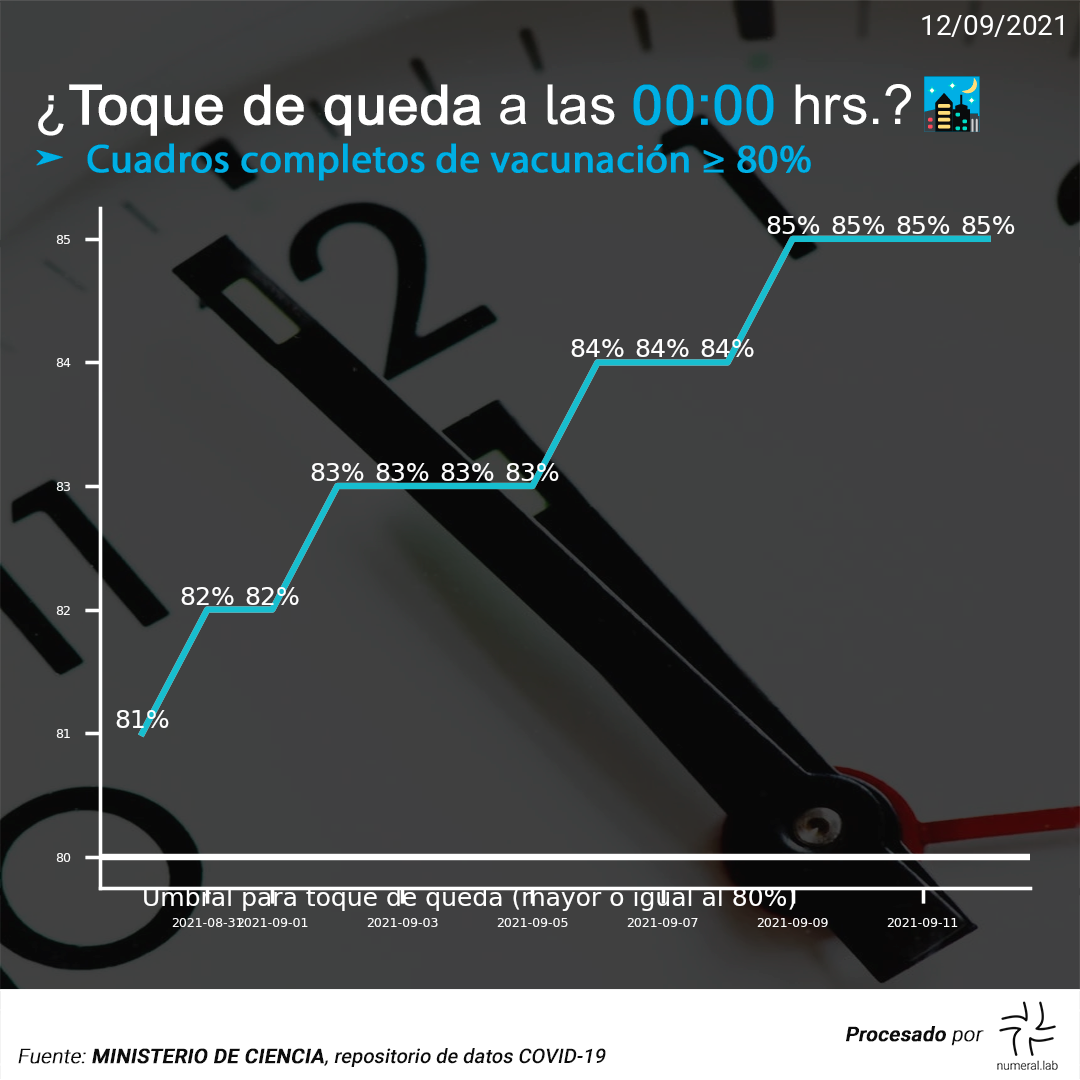 12/09/2021
¿Toque de queda a las 00:00 hrs.?
➤ Cuadros completos de vacunación ≥ 80%
85% 85% 85% 85%
85
84% 84% 84%
84
83% 83% 83% 83%
83
82% 82%
82
81%
81
80
Umbral para toque de queda (mayor o igual al 80%)
2021-08-31 2021-09-01 2021-09-03 2021-09-05 2021-09-07 2021-09-09 2021-09-11
12
1
11
10
Procesado por
numeral.lab
Fuente: MINISTERIO DE CIENCIA, repositorio de datos COVID-19